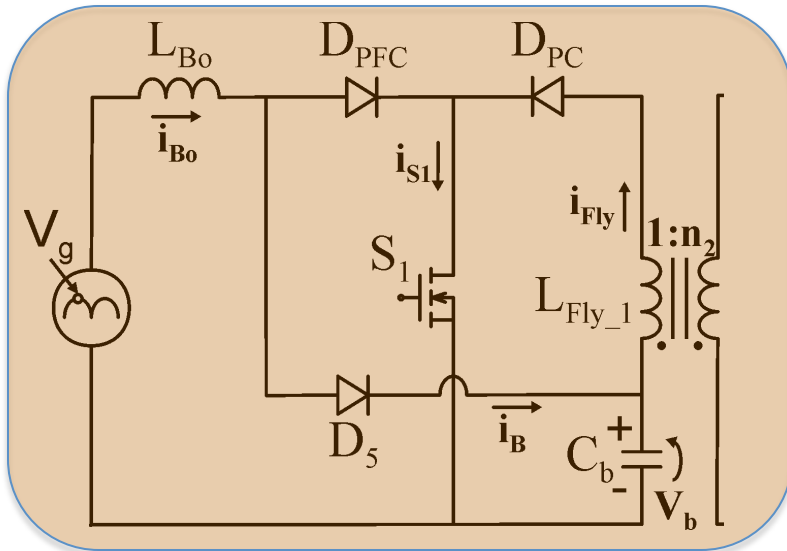 L_Bo D_PFC D_PC
i_Bo i_S1
i_Fly
V_g S_1 1:n_2
L_Fly_1
D_5 i_B C_b + -
V_b